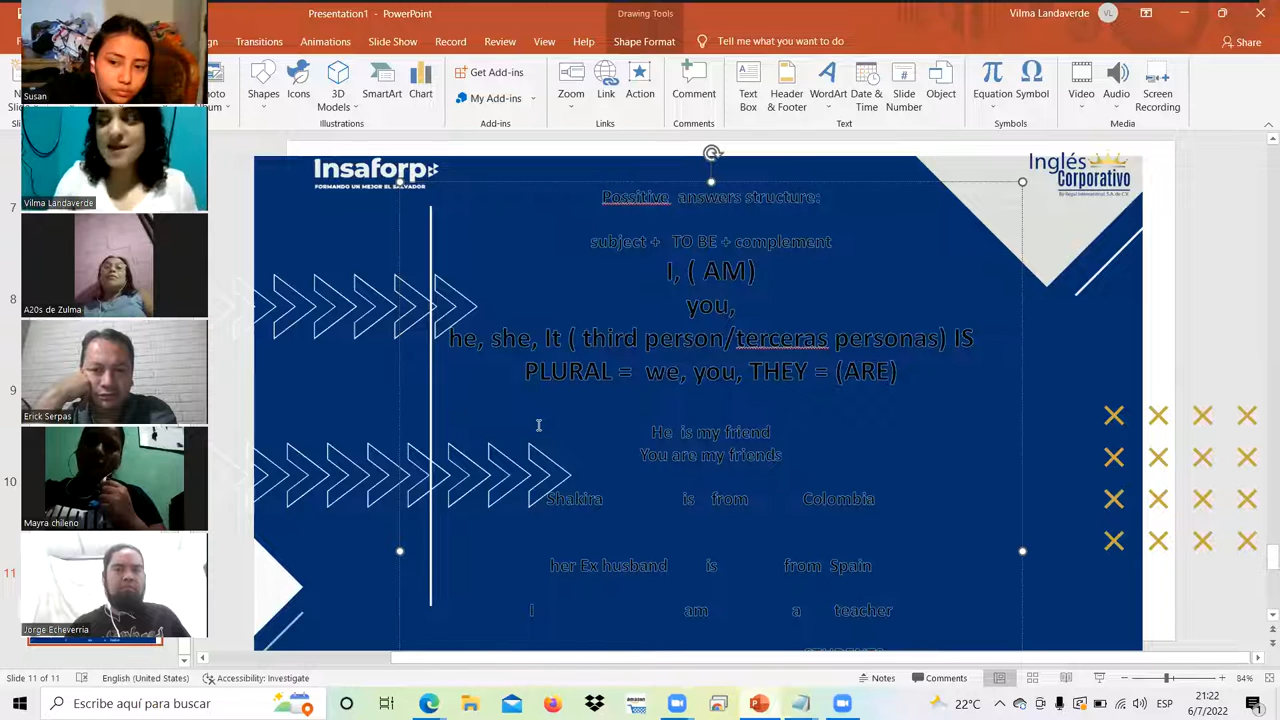 Presentation1 - PowerPoint
Drawing Tools
Vilma Landaverde
VL
Transitions
Animations
Slide Show
Record
Review
View
Help
Shape Format
Tell me what you want to do
Share
Shapes
Icons
3D Models
SmartArt
Chart
Get Add-ins
My Add-ins
Zoom
Link
Action
Comment
Text Box
Header & Footer
WordArt
Date & Time
Slide Number
Object
Equation
Symbol
Video
Audio
Screen Recording
Illustrations
Add-ins
Links
Comments
Text
Symbols
Media
Susan
Vilma Landaverde
A20s de Zulma
Erick Serpas
Mayra chileno
Jorge Echeverria
8
9
10
11
Insaforp
FORMANDO UN MEJOR EL SALVADOR
Inglés
Corporativo
Possitive answers structure:
subject + TO BE + complement
I, ( AM)
you,
he, she, It ( third person/terceras personas) IS
PLURAL = we, you, THEY = (ARE)
He is my friend
You are my friends
Shakira is from Colombia
her Ex husband is from Spain
I am a teacher
STUDENTS
Slide 11 of 11
English (United States)
Accessibility: Investigate
Notes
Comments
84%
Escribe aquí para buscar
amazon
22°C
ESP
21:22
6/7/2022